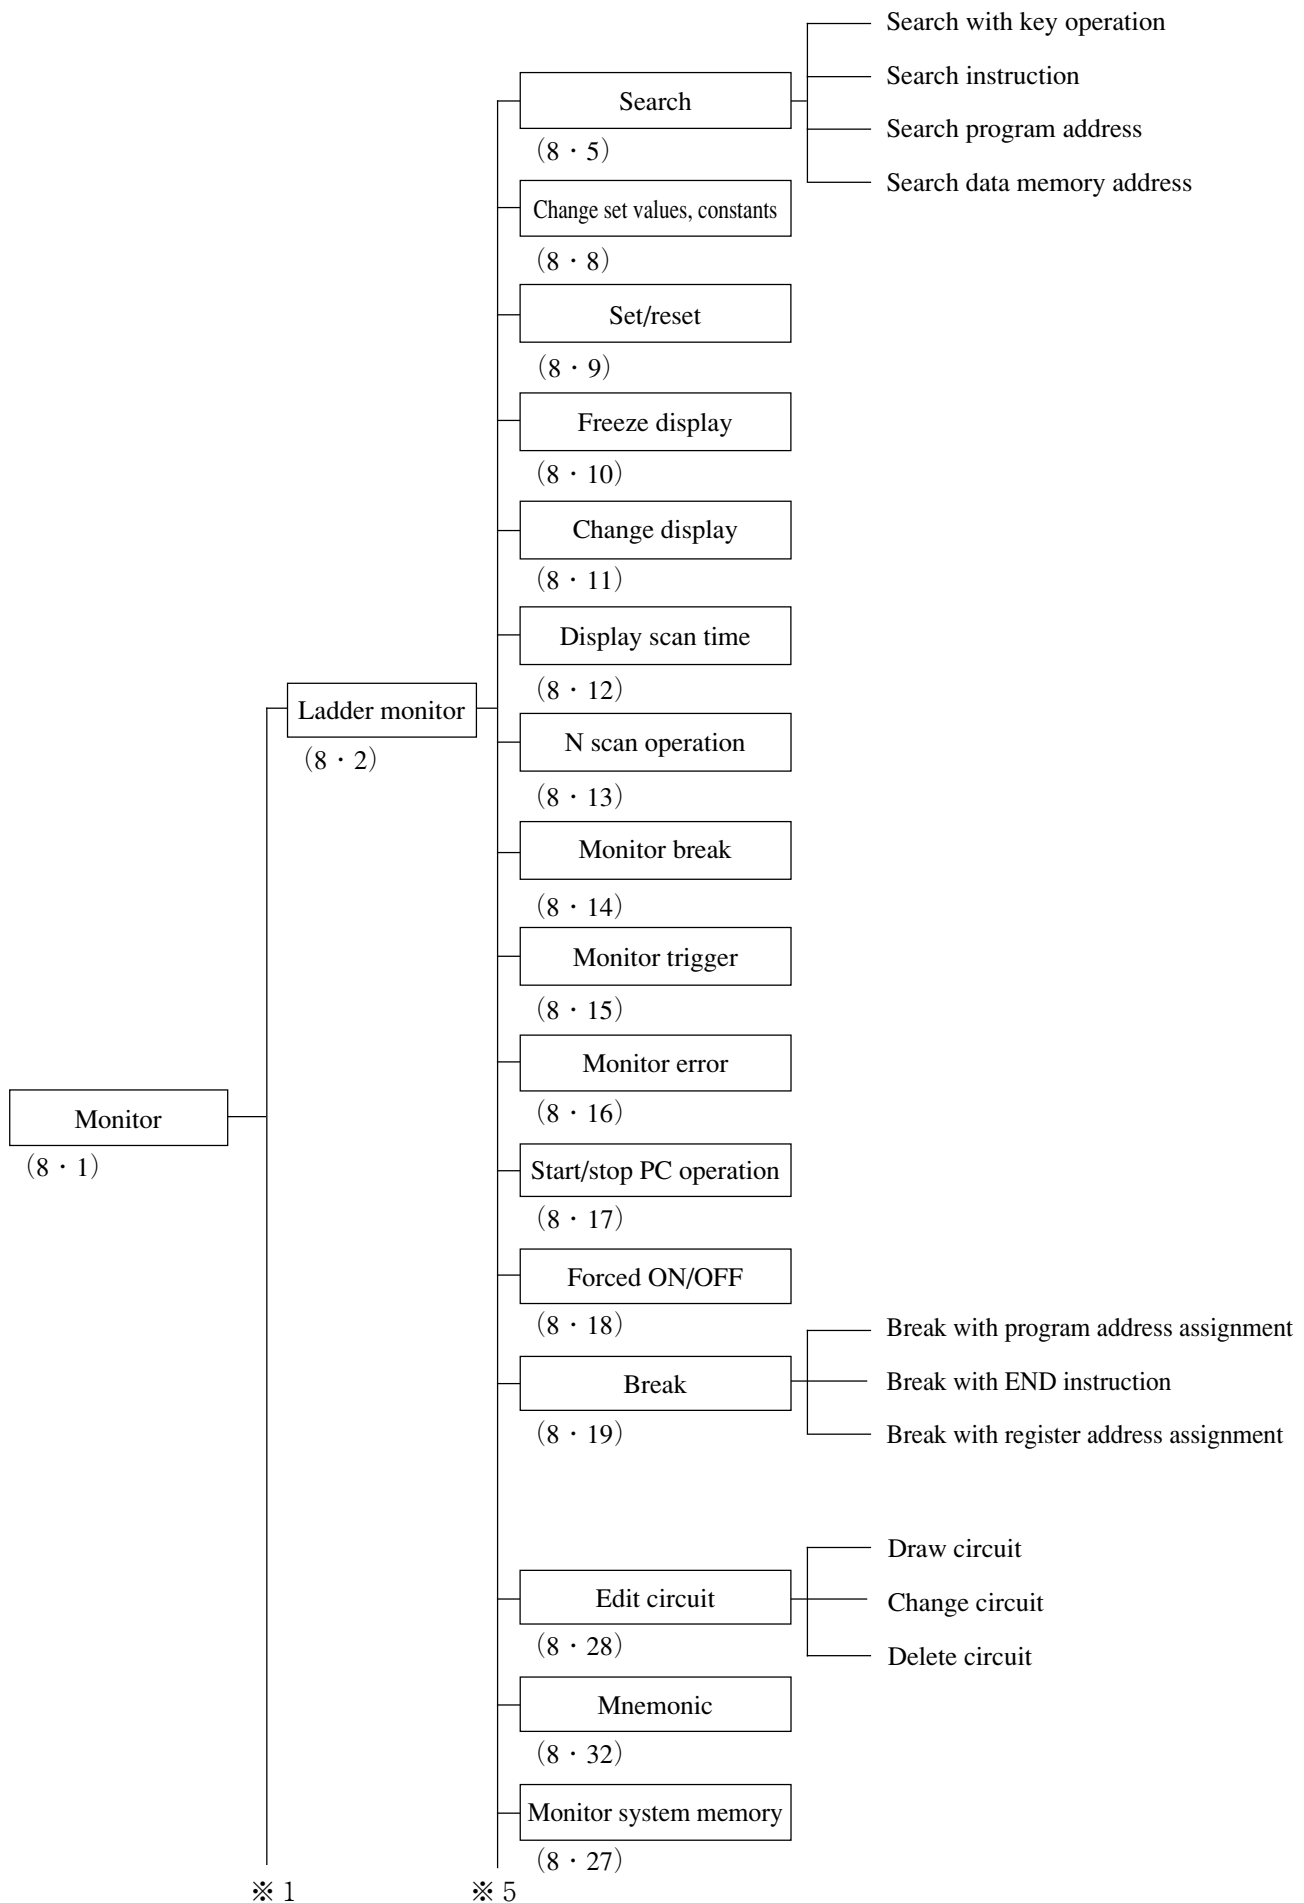 Search with key operation
Search
Search instruction
Search program address
(8・5)
Search data memory address
Change set values, constants
(8・8)
Set/reset
(8・9)
Freeze display
(8・10)
Change display
(8・11)
Display scan time
(8・12)
Ladder monitor
(8・2)
N scan operation
(8・13)
Monitor break
(8・14)
Monitor trigger
(8・15)
Monitor error
(8・16)
Monitor
(8・1)
Start/stop PC operation
(8・17)
Forced ON/OFF
(8・18)
Break with program address assignment
Break
Break with END instruction
(8・19)
Break with register address assignment
Draw circuit
Edit circuit
Change circuit
(8・28)
Delete circuit
Mnemonic
(8・32)
Monitor system memory
(8・27)
※1
※5